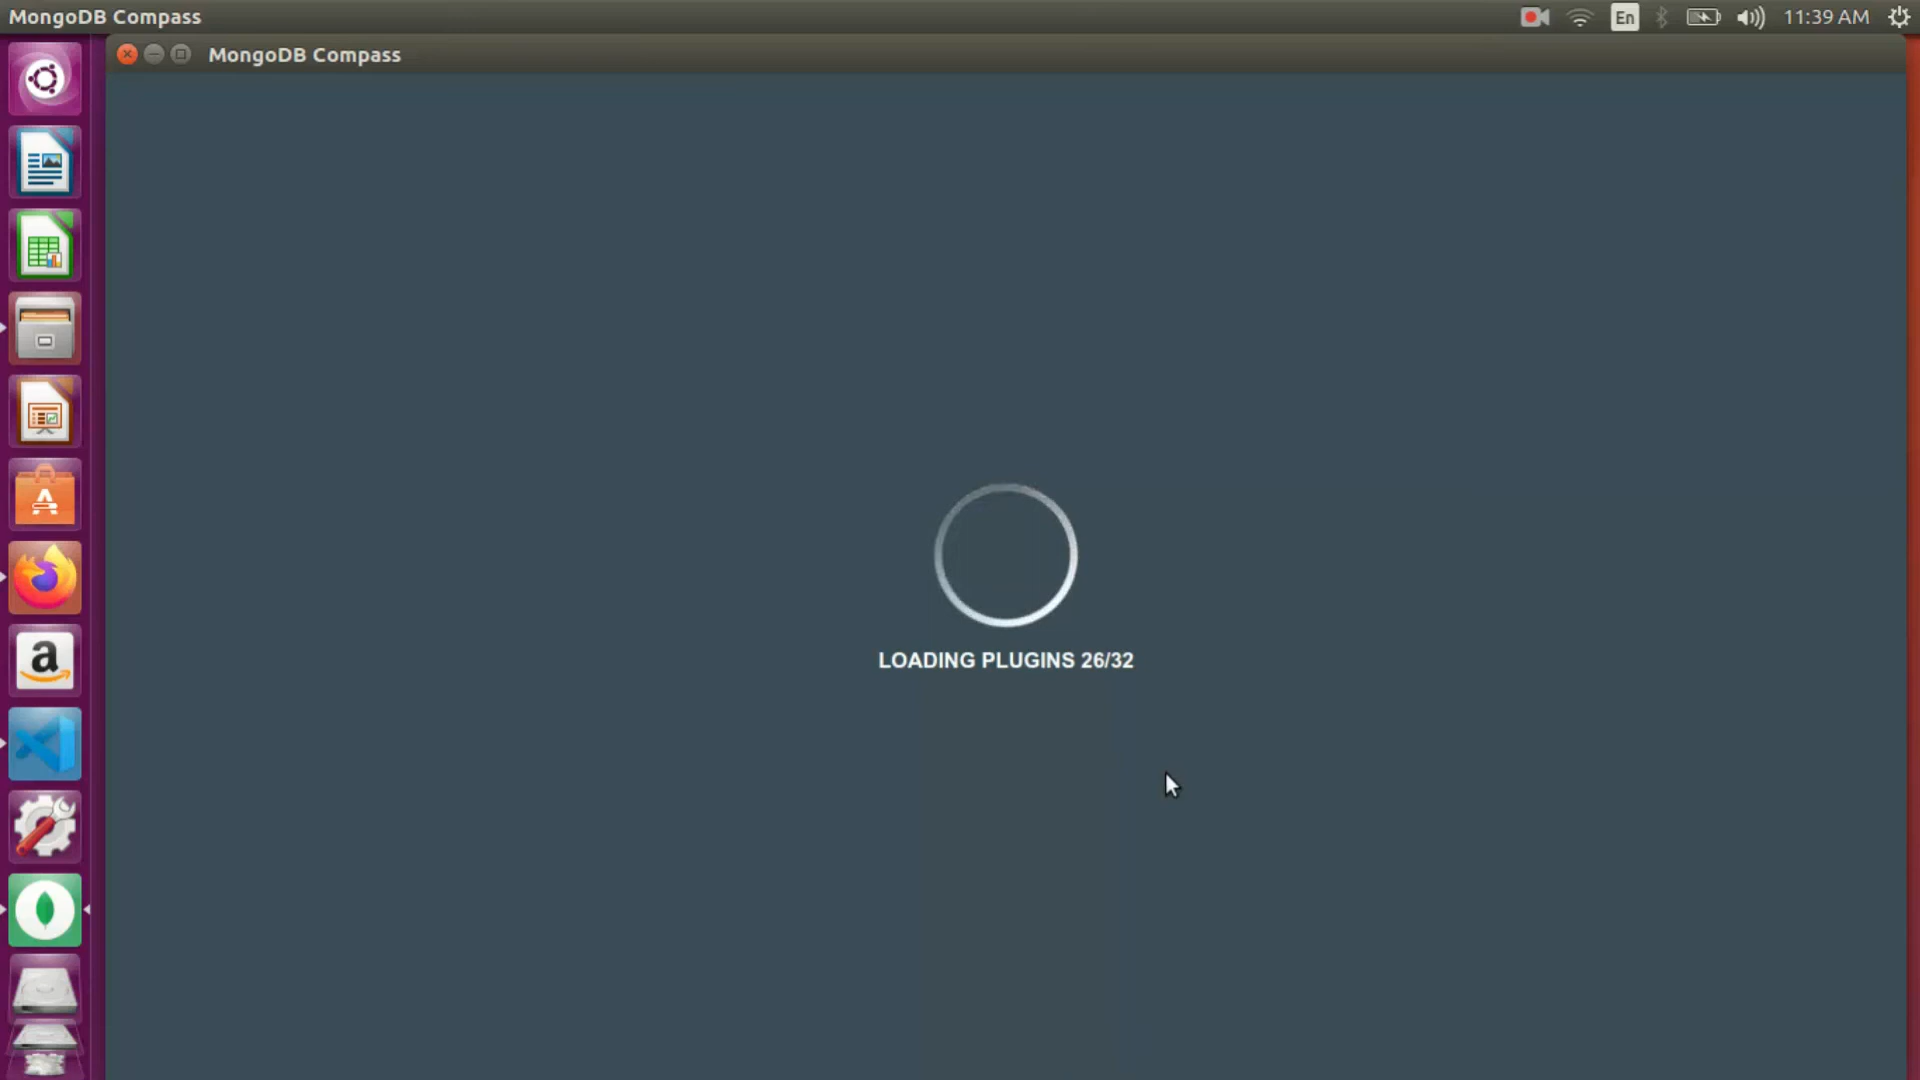 MongoDB Compass
En
11:39 AM
MongoDB Compass
a
LOADING PLUGINS 26/32